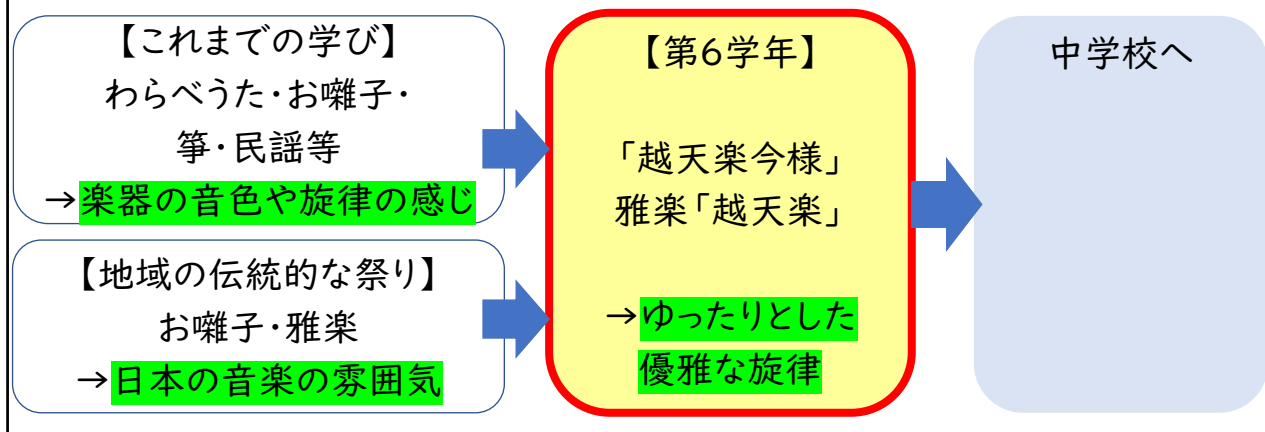 【これまでの学び】
わらべうた・お囃子・
箏・民謡等
→楽器の音色や旋律の感じ
【地域の伝統的な祭り】
お囃子・雅楽
→日本の音楽の雰囲気
【第6学年】
「越天楽今様」
雅楽「越天楽」
→ゆったりとした
優雅な旋律
中学校へ